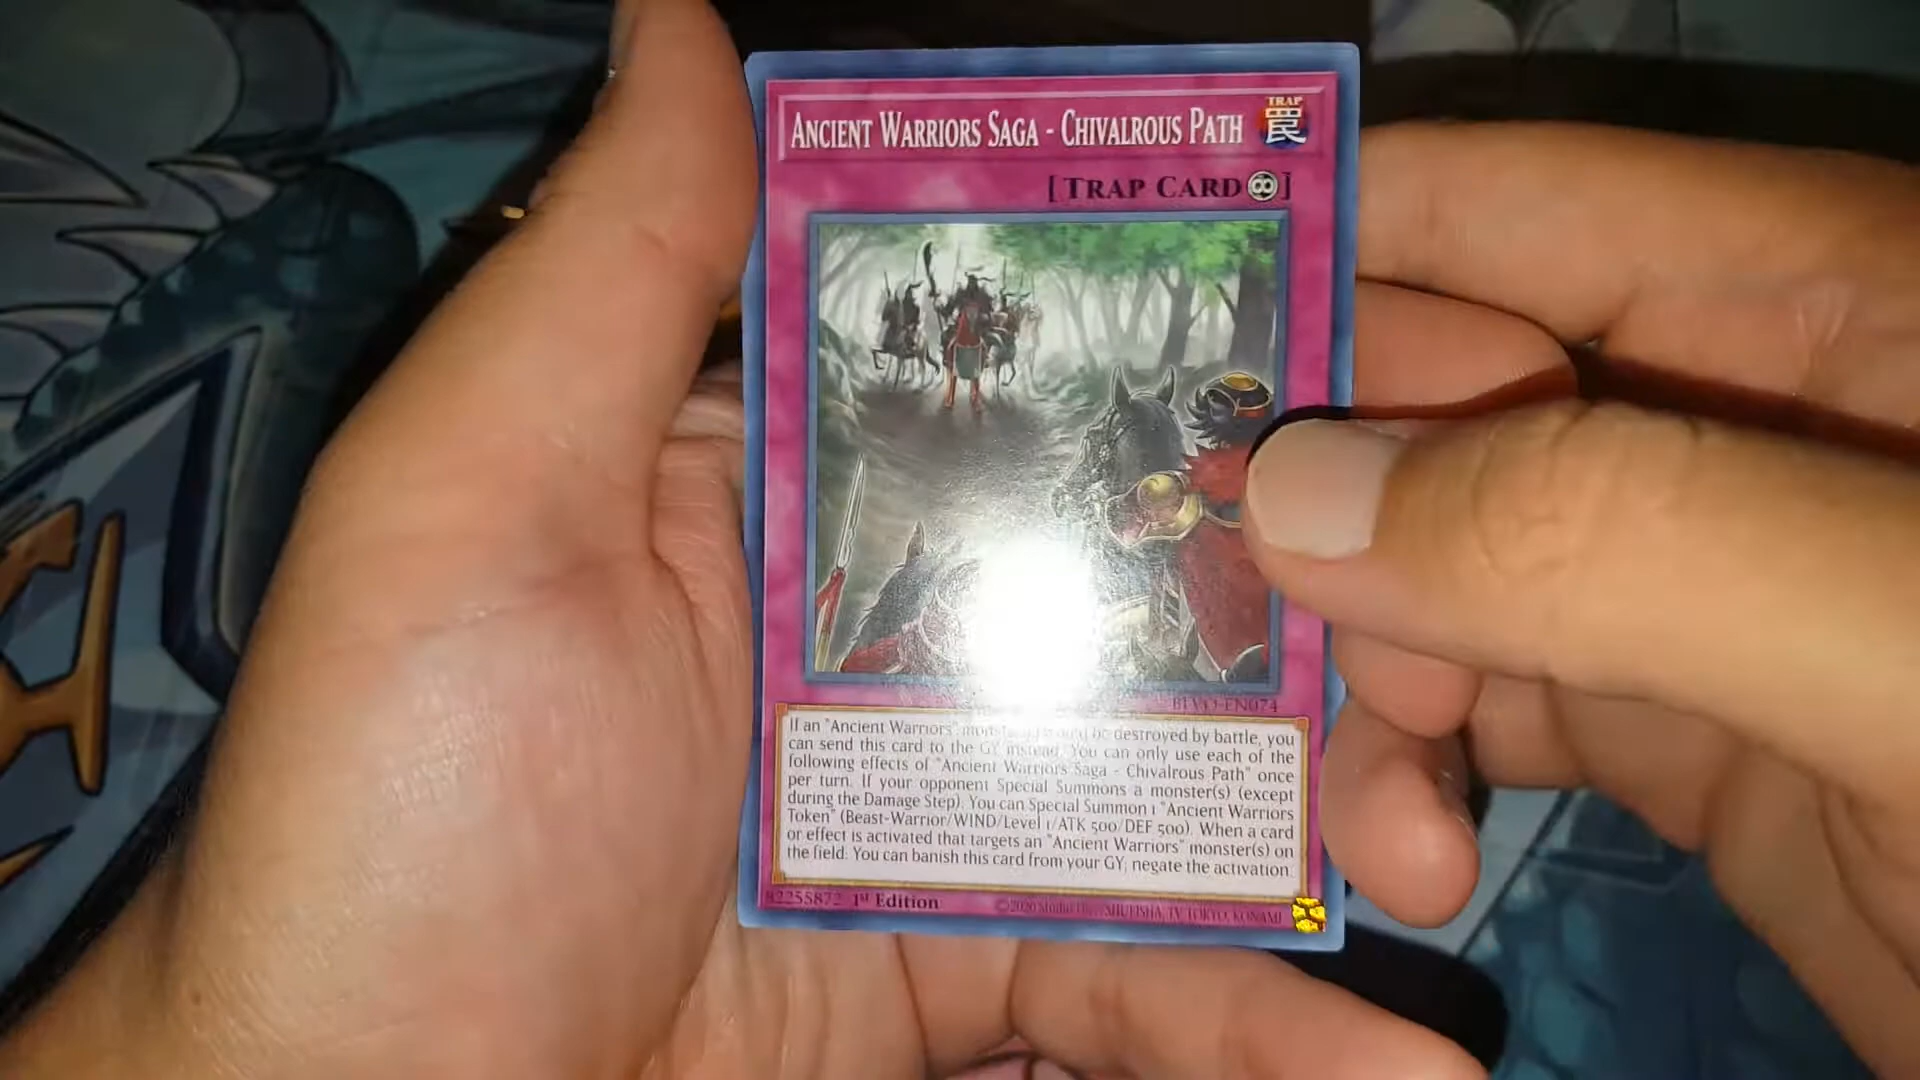 ANCIENT WARRIORS SAGA - CHIVALROUS PATH
TRAP
罠
[TRAP CARD]
BLVO-EN074
If an "Ancient Warriors" would be destroyed by battle, you
can send this card to the GY instead. You can only use each of the
following effects of "Ancient Warriors Saga - Chivalrous Path" once
per turn. If your opponent Special Summons a monster(s) (except
during the Damage Step): You can Special Summon 1 "Ancient Warriors
Token" (Beast-Warrior/WIND/Level 1/ATK 500/DEF 500). When a card
or effect is activated that targets an "Ancient Warriors" monster(s) on
the field: You can banish this card from your GY; negate the activation.
82255872 1st Edition
©2020 Studio Dice/SHUEISHA, TV TOKYO, KONAMI